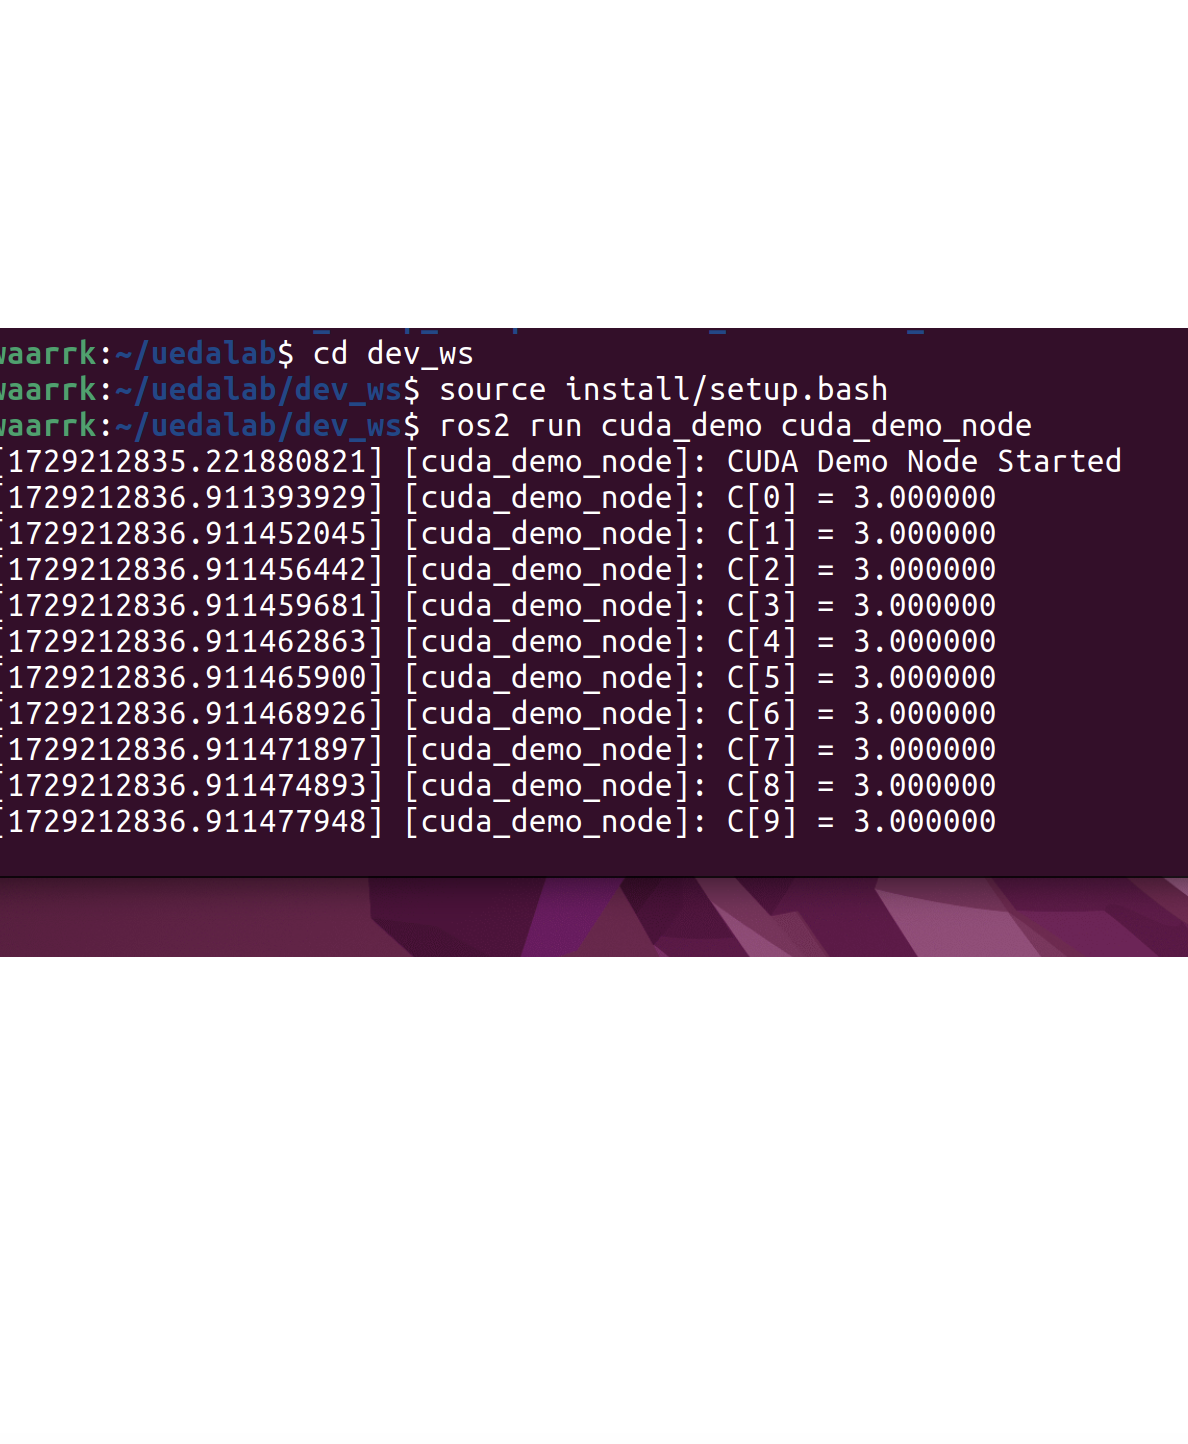 waarrk:~/uedalab$ cd dev_ws
waarrk:~/uedalab/dev_ws$ source install/setup.bash
waarrk:~/uedalab/dev_ws$ ros2 run cuda_demo cuda_demo_node
[1729212835.221880821] [cuda_demo_node]: CUDA Demo Node Started
[1729212836.911393929] [cuda_demo_node]: C[0] = 3.000000
[1729212836.911452045] [cuda_demo_node]: C[1] = 3.000000
[1729212836.911456442] [cuda_demo_node]: C[2] = 3.000000
[1729212836.911459681] [cuda_demo_node]: C[3] = 3.000000
[1729212836.911462863] [cuda_demo_node]: C[4] = 3.000000
[1729212836.911465900] [cuda_demo_node]: C[5] = 3.000000
[1729212836.911468926] [cuda_demo_node]: C[6] = 3.000000
[1729212836.911471897] [cuda_demo_node]: C[7] = 3.000000
[1729212836.911474893] [cuda_demo_node]: C[8] = 3.000000
[1729212836.911477948] [cuda_demo_node]: C[9] = 3.000000